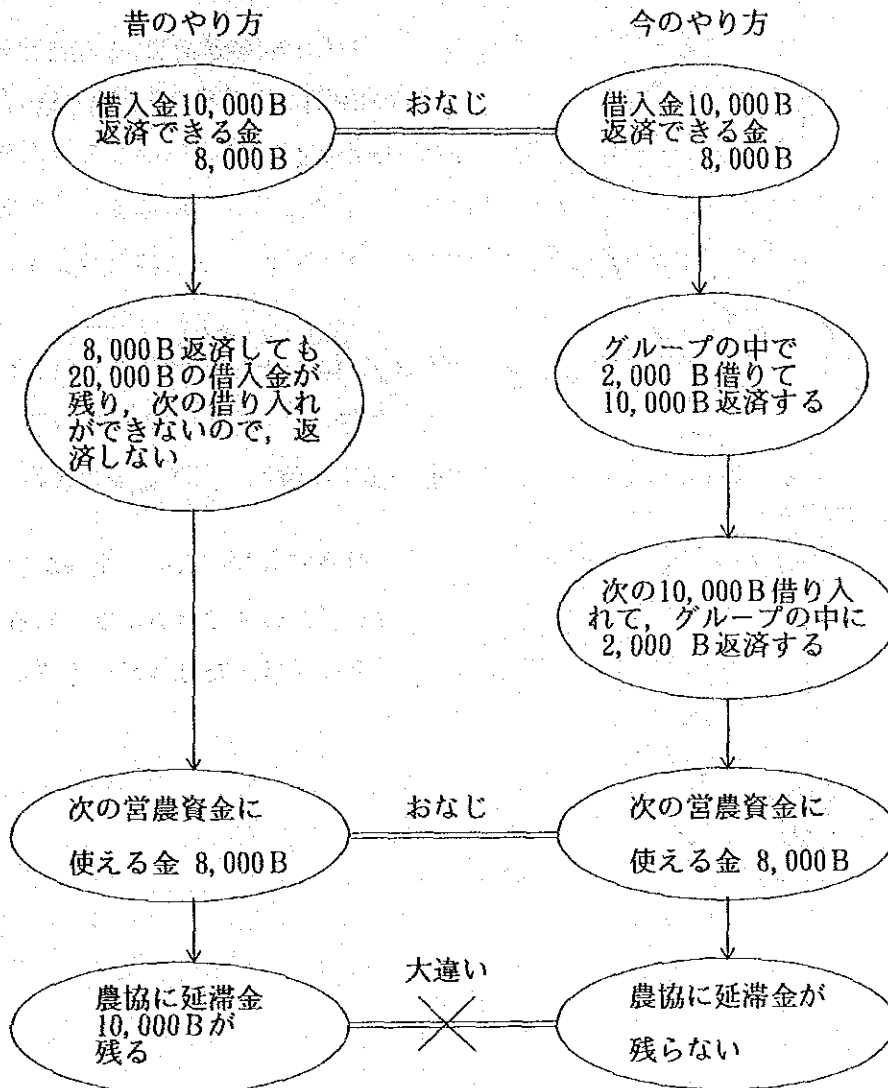 昔のやり方
今のやり方
借入金10,000B
返済できる金
8,000B
おなじ
借入金10,000B
返済できる金
8,000B
8,000B返済しても
20,000Bの借入金が
残り，次の借り入れ
ができないので，返
済しない
グループの中で
2,000 B借りて
10,000B返済する
次の10,000B借り入
れて，グループの中に
2,000 B返済する
次の営農資金に
使える金 8,000B
おなじ
次の営農資金に
使える金 8,000B
農協に延滞金
10,000Bが
残る
大違い
農協に延滞金が
残らない